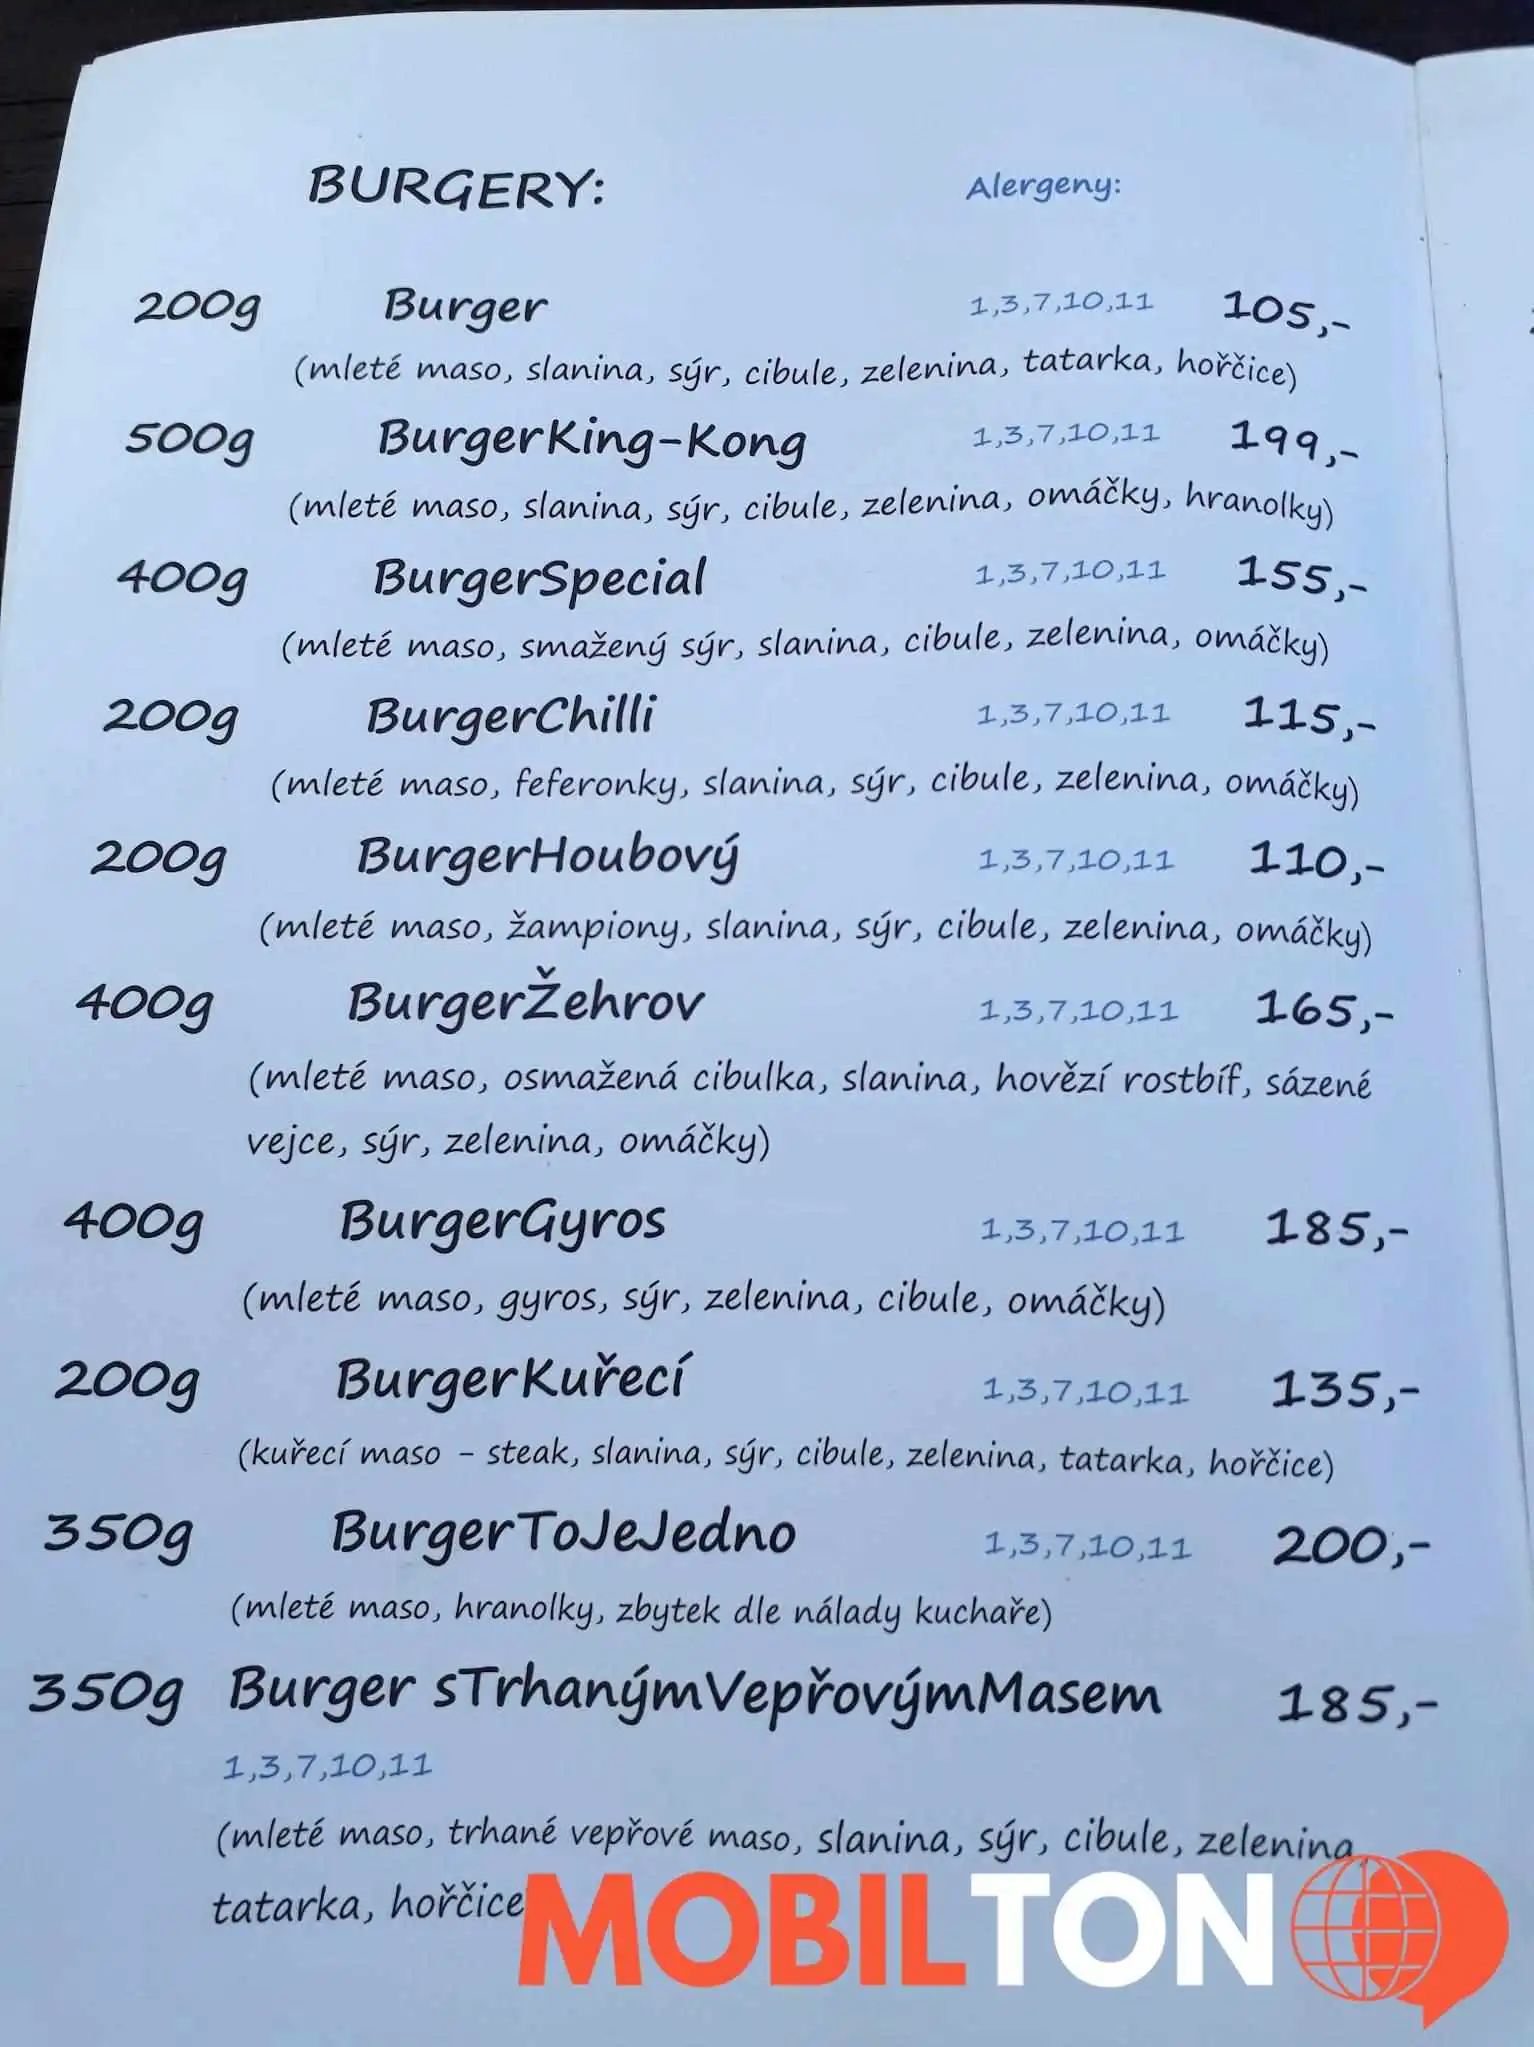 BURGERY: Alergeny:
200g Burger 1,3,7,10,11 105,-
(mleté maso, slanina, sýr, cibule, zelenina, tatarka, hořčice)
500g BurgerKing-Kong 1,3,7,10,11 199,-
(mleté maso, slanina, sýr, cibule, zelenina, omáčky, hranolky)
400g BurgerSpecial 1,3,7,10,11 155,-
(mleté maso, smažený sýr, slanina, cibule, zelenina, omáčky)
200g BurgerChilli 1,3,7,10,11 115,-
(mleté maso, feferonky, slanina, sýr, cibule, zelenina, omáčky)
200g BurgerHoubový 1,3,7,10,11 110,-
(mleté maso, žampiony, slanina, sýr, cibule, zelenina, omáčky)
400g BurgerŽehrov 1,3,7,10,11 165,-
(mleté maso, osmažená cibulka, slanina, hovězí rostbíf, sázené
vejce, sýr, zelenina, omáčky)
400g BurgerGyros 1,3,7,10,11 185,-
(mleté maso, gyros, sýr, zelenina, cibule, omáčky)
200g BurgerKuřecí 1,3,7,10,11 135,-
(kuřecí maso - steak, slanina, sýr, cibule, zelenina, tatarka, hořčice)
350g BurgerToJeJedno 1,3,7,10,11 200,-
(mleté maso, hranolky, zbytek dle nálady kuchaře)
350g Burger sTrhanýmVepřovýmMasem 185,-
1,3,7,10,11
(mleté maso, trhané vepřové maso, slanina, sýr, cibule, zelenina,
tatarka, hořčice
MOBILTON